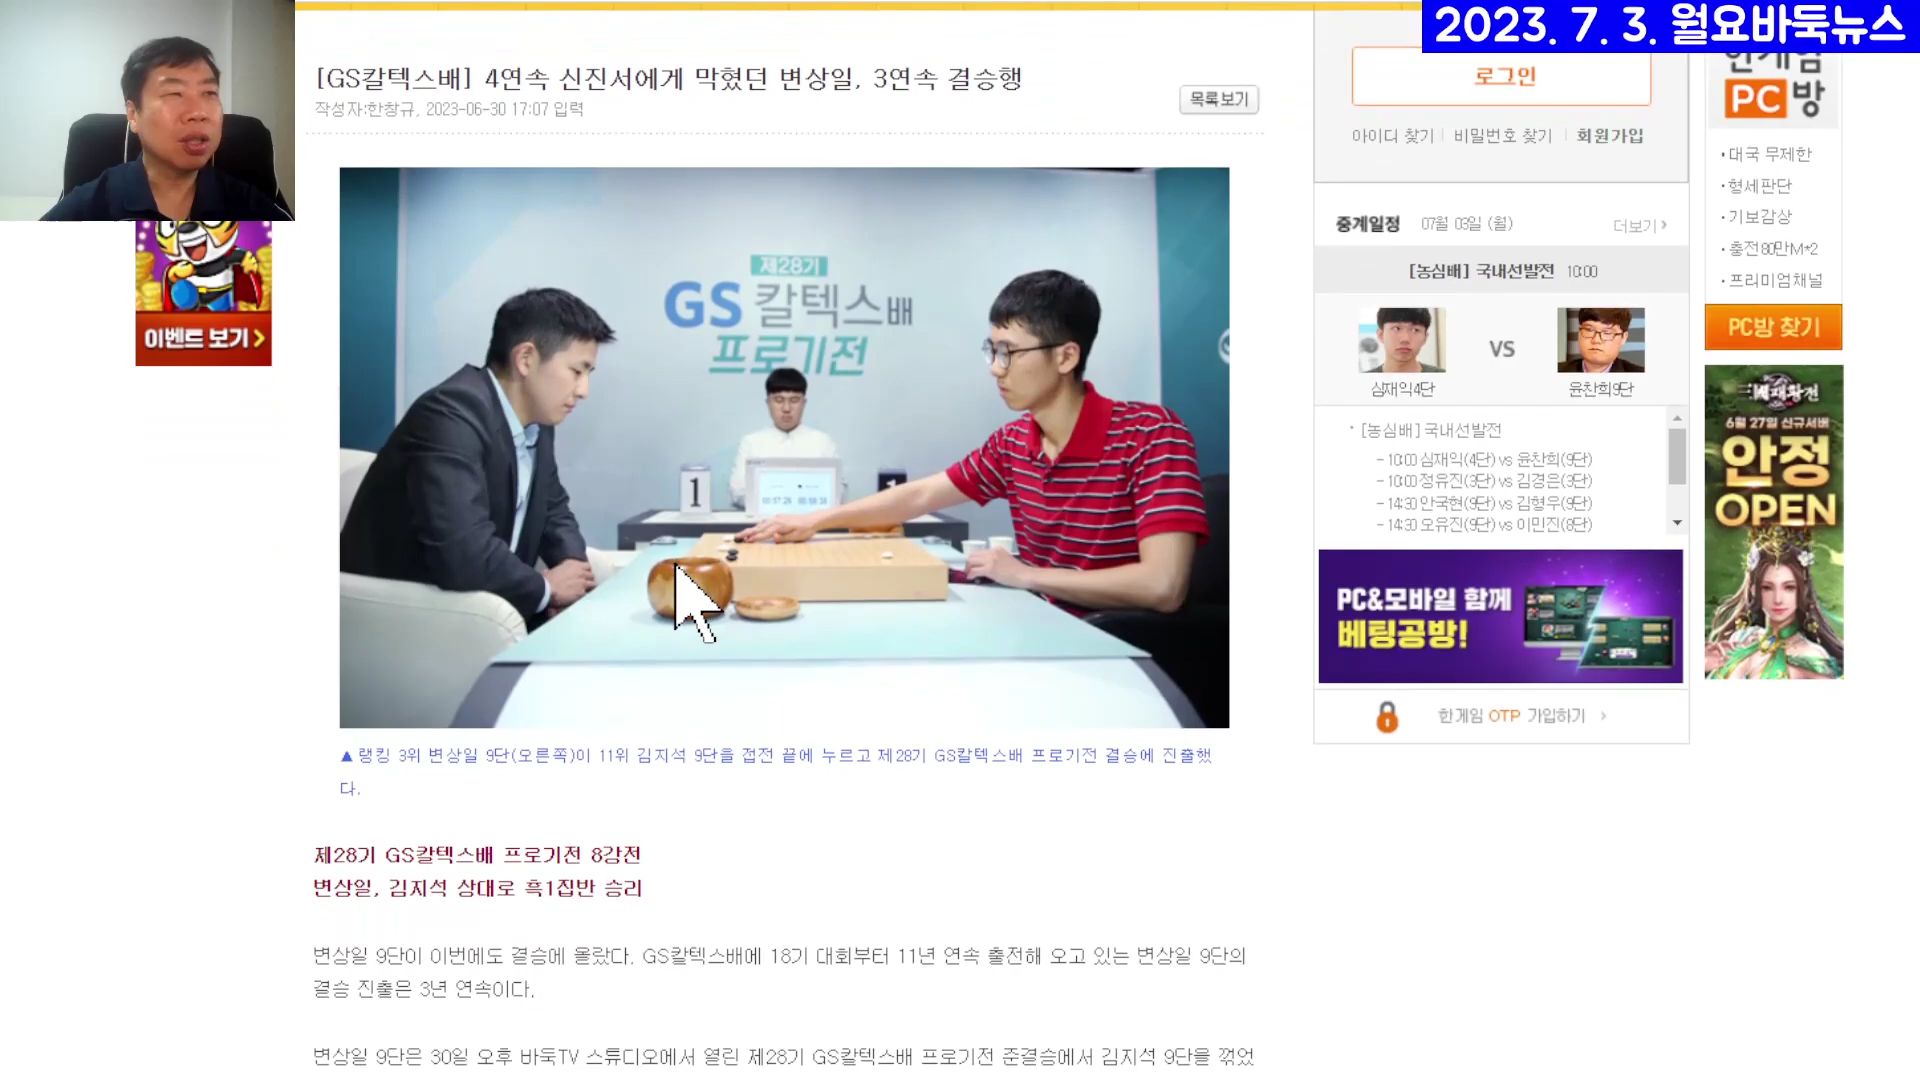 2023. 7. 3. 월요바둑뉴스
[GS칼텍스배] 4연속 신진서에게 막혔던 변상일, 3연속 결승행
작성자:한창규, 2023-06-30 17:07 입력
목록보기
이벤트 보기 >
제28기
GS 칼텍스배
프로기전
1
▲랭킹 3위 변상일 9단(오른쪽)이 11위 김지석 9단을 접전 끝에 누르고 제28기 GS칼텍스배 프로기전 결승에 진출했
다.
제28기 GS칼텍스배 프로기전 8강전
변상일, 김지석 상대로 흑1집반 승리
변상일 9단이 이번에도 결승에 올랐다. GS칼텍스배에 18기 대회부터 11년 연속 출전해 오고 있는 변상일 9단의
결승 진출은 3년 연속이다.
변상일 9단은 30일 오후 바둑TV 스튜디오에서 열린 제28기 GS칼텍스배 프로기전 준결승에서 김지석 9단을 꺾었
로그인
아이디 찾기 비밀번호 찾기 회원가입
중계일정 07월 03일 (월) 더보기 >
[농심배] 국내선발전 10:00
VS
심재익4단 윤찬희9단
· [농심배] 국내선발전
- 10:00 심재익(4단) vs 윤찬희(9단)
- 10:00 정유진(3단) vs 김경은(3단)
- 14:30 안국현(9단) vs 김형우(9단)
- 14:30 오유진(9단) vs 이민진(8단)
PC&모바일 함께
베팅공방!
한게임 OTP 가입하기 >
한게임
PC방
· 대국 무제한
· 형세판단
· 기보감상
· 충전80만M+2
· 프리미엄채널
PC방 찾기
6월 27일 신규서버
안정
OPEN